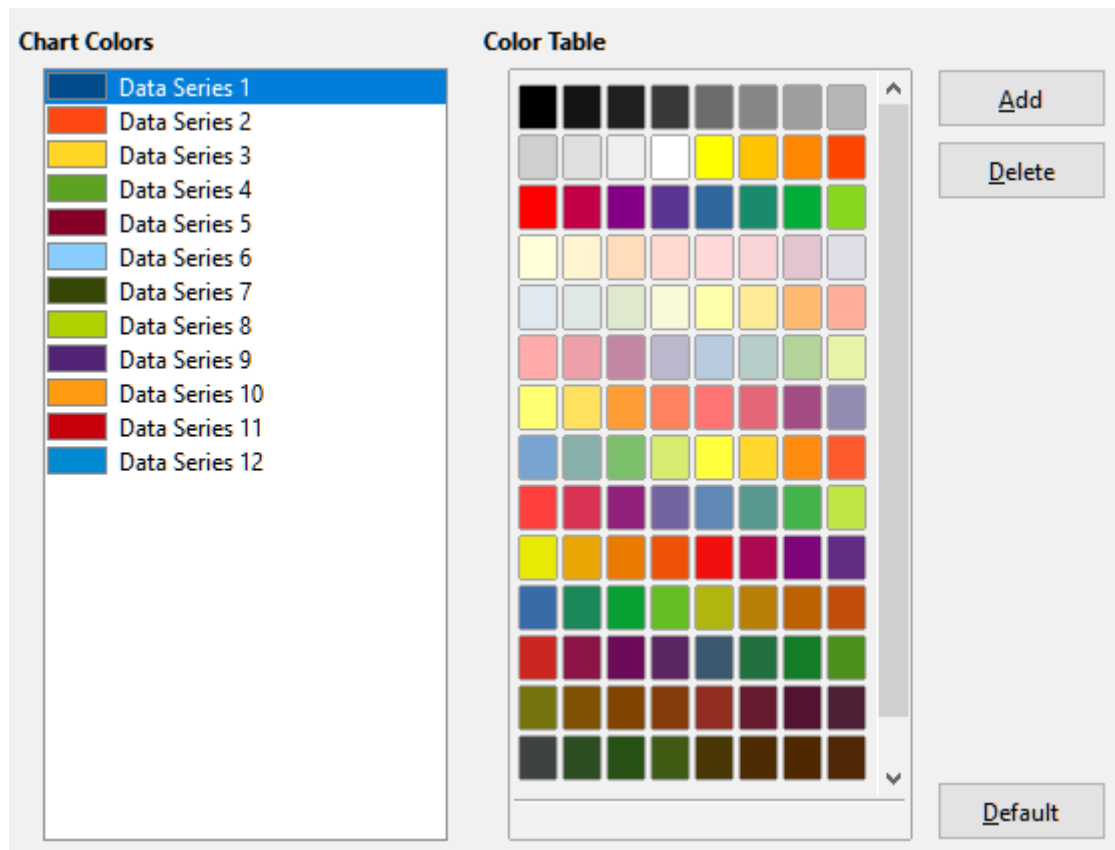 Chart Colors
Data Series 1
Data Series 2
Data Series 3
Data Series 4
Data Series 5
Data Series 6
Data Series 7
Data Series 8
Data Series 9
Data Series 10
Data Series 11
Data Series 12
Color Table
Add
Delete
Default